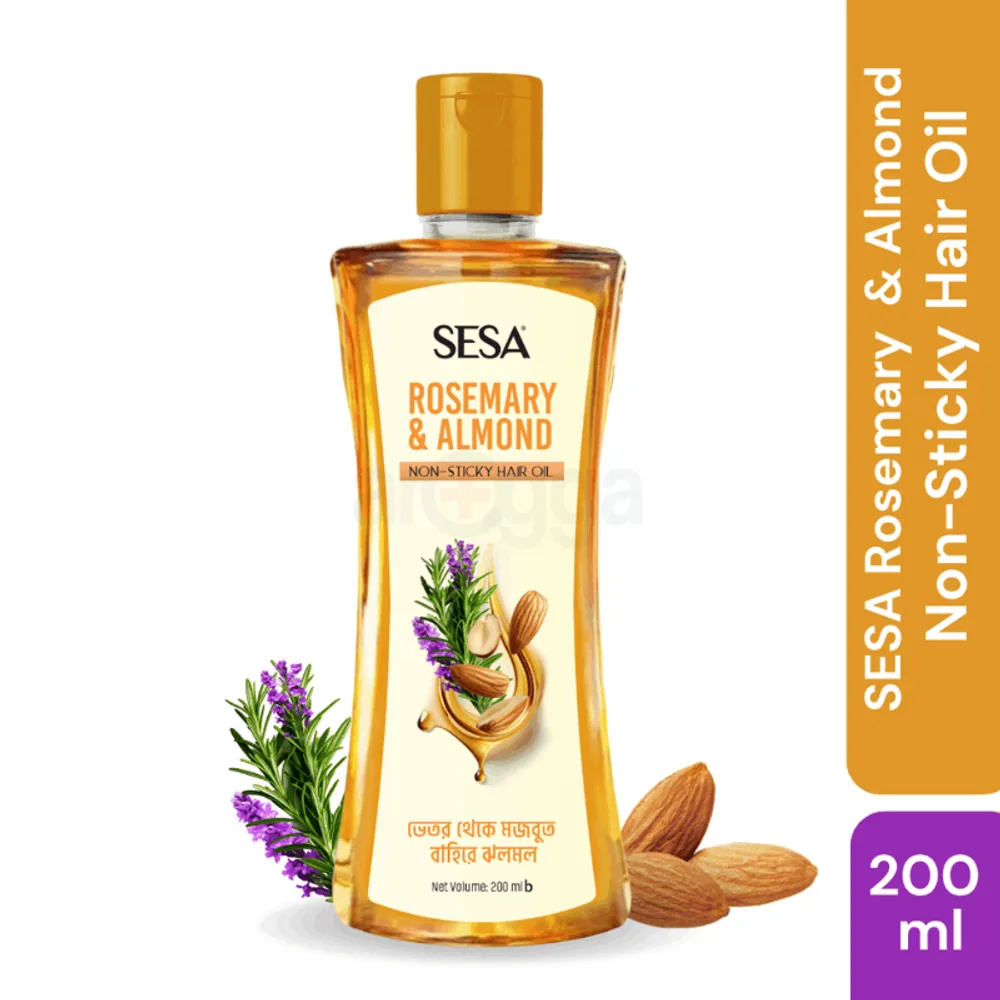 SESA®
ROSEMARY
& ALMOND
NON-STICKY HAIR OIL
arogga
ভেতর থেকে মজবুত
বাহিরে ঝলমল
Net Volume: 200 ml b
SESA Rosemary & Almond
Non-Sticky Hair Oil
200
ml